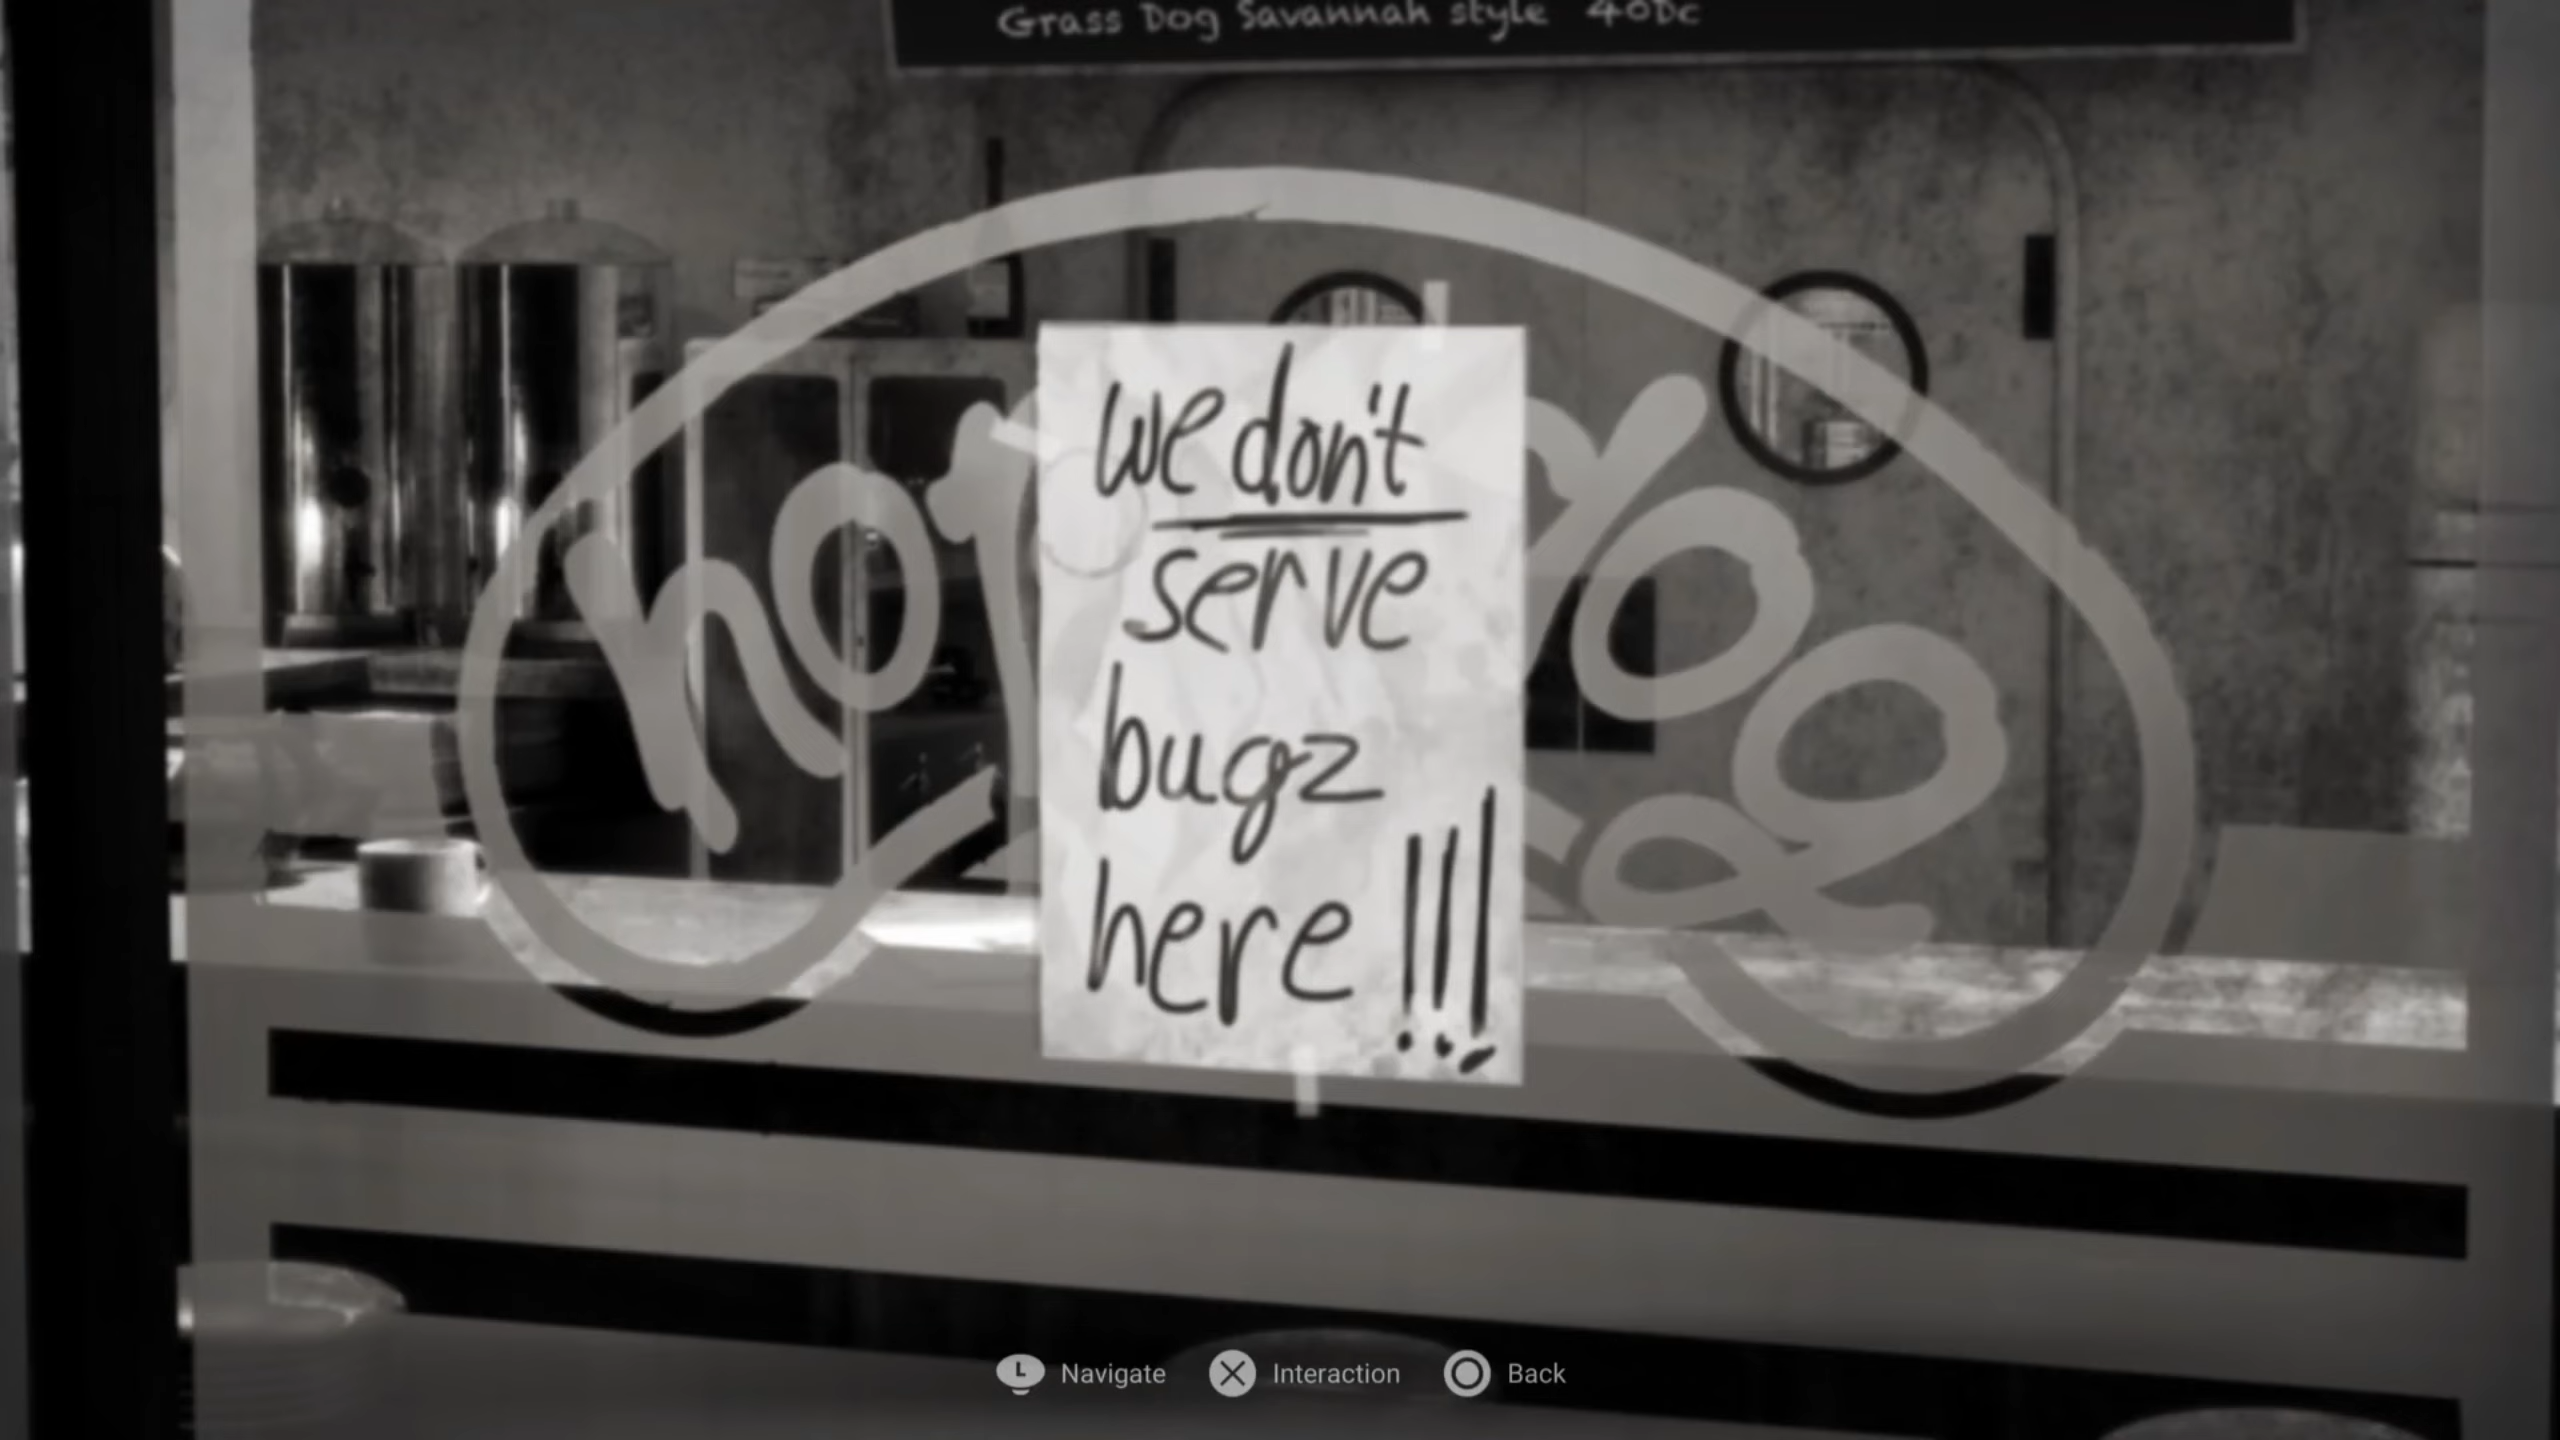 Grass Dog Savannah style 40Dc
we don't
serve
bugz
here!!!
Navigate
Interaction
Back